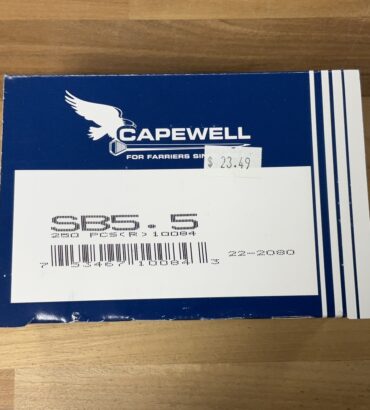 CAPEWELL
FOR FARRIERS SIN
$ 23.49
SB5.5
250 PCS(R)10084
7 53467 10084 3
22-2080